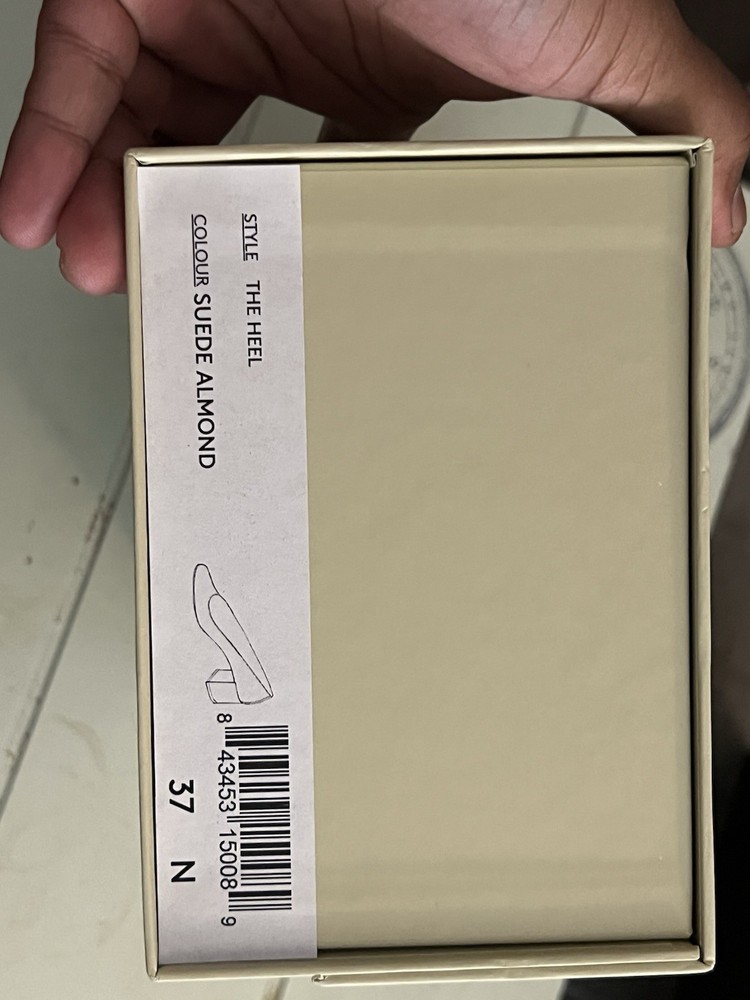 STYLE THE HEEL
COLOUR SUEDE ALMOND
8 43453 15008 9
37 N